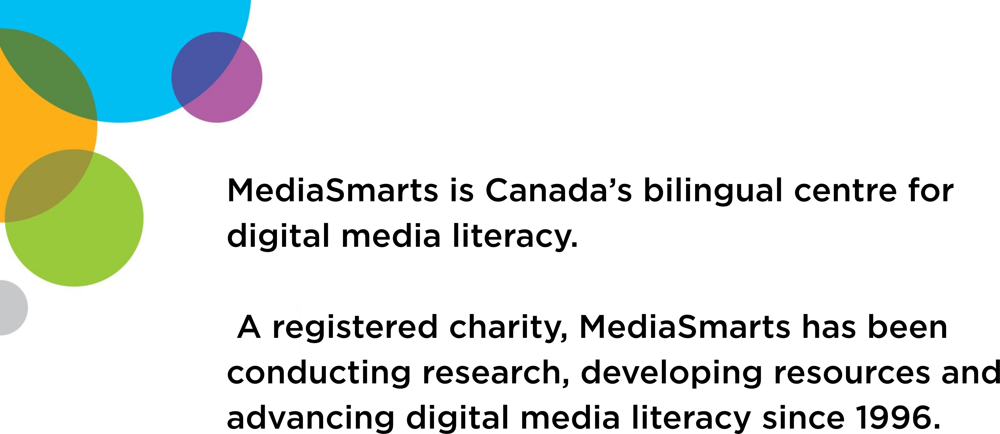 MediaSmarts is Canada’s bilingual centre for
digital media literacy.
A registered charity, MediaSmarts has been
conducting research, developing resources and
advancing digital media literacy since 1996.